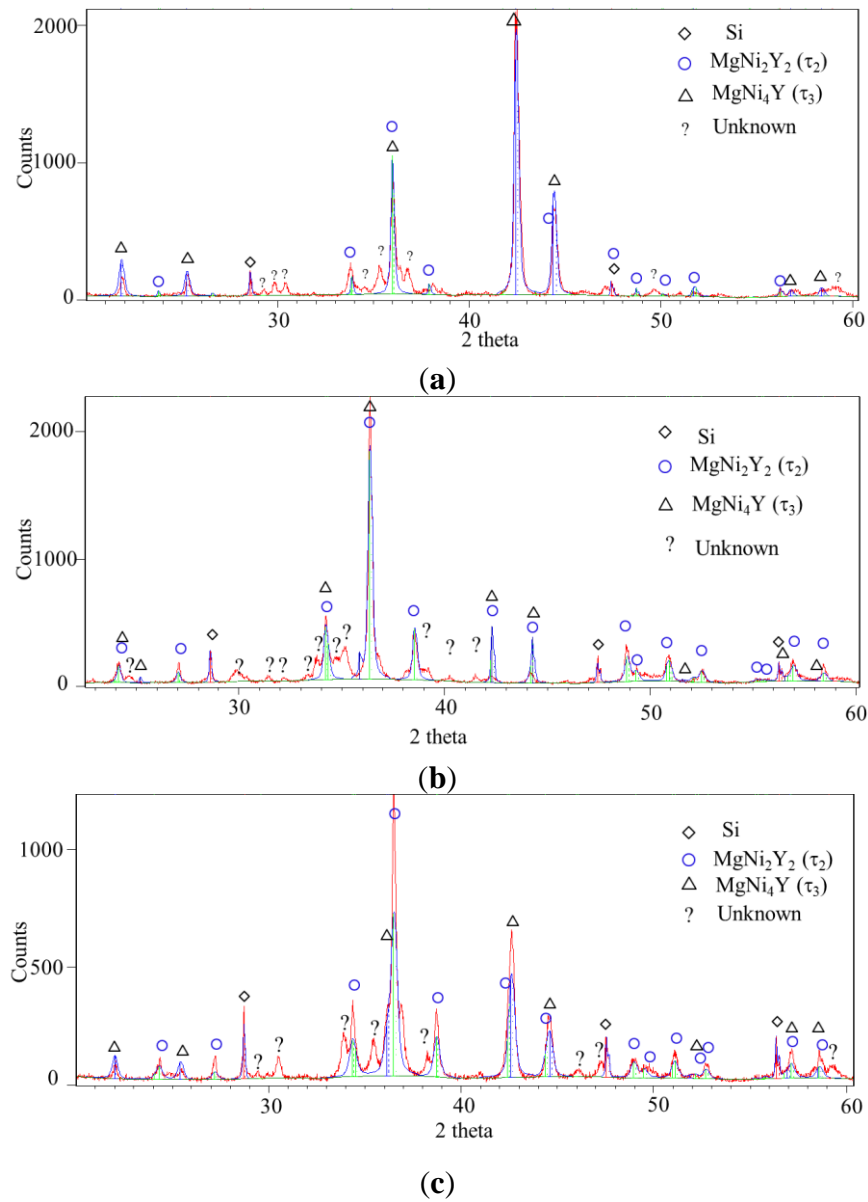 2000
Si
MgNi₂Y₂ (τ₂)
MgNi₄Y (τ₃)
? Unknown
Counts
1000
? ? ? ? ? ? ? ?
0
30 40 50 60
2 theta
(a)
2000
Si
MgNi₂Y₂ (τ₂)
MgNi₄Y (τ₃)
? Unknown
Counts
1000
? ? ? ? ? ? ? ? ? ? ?
0
30 40 50 60
2 theta
(b)
1000
Si
MgNi₂Y₂ (τ₂)
MgNi₄Y (τ₃)
? Unknown
Counts
500
? ? ? ? ? ? ? ?
0
30 40 50 60
2 theta
(c)